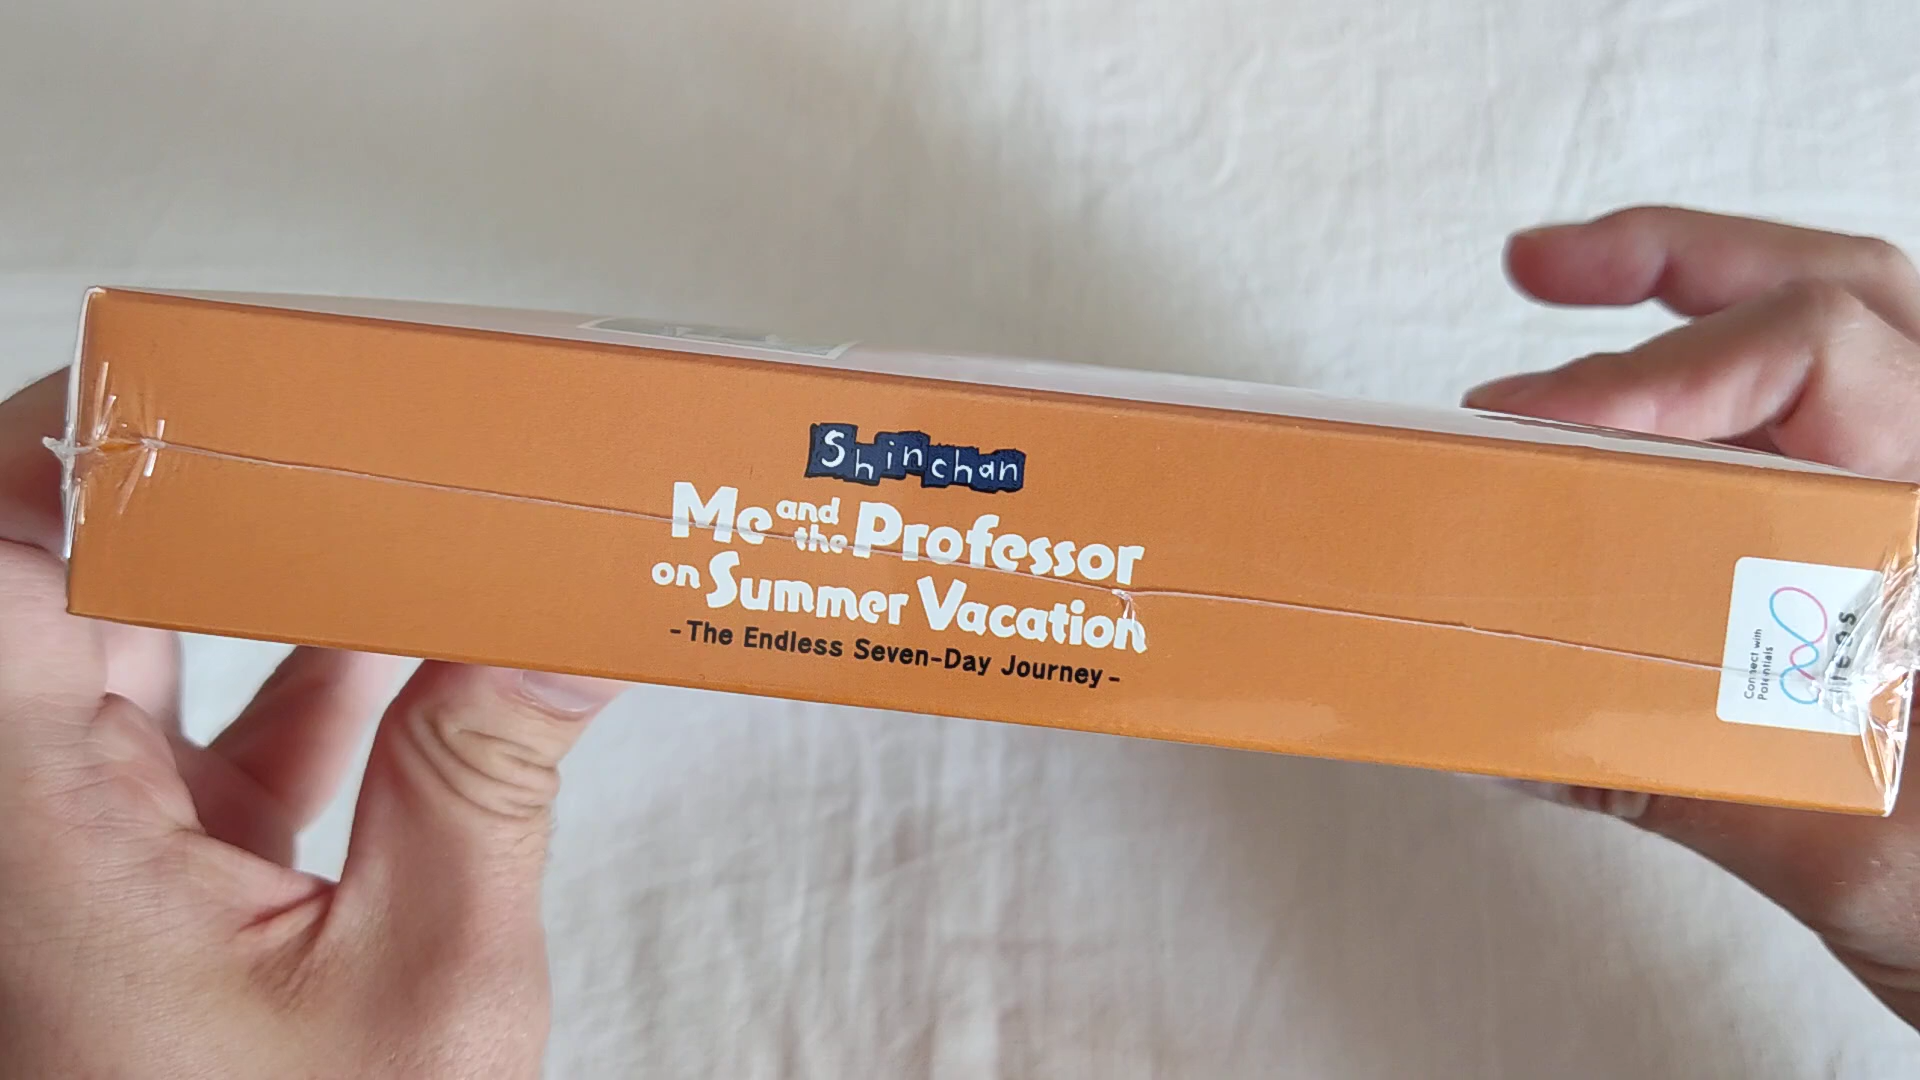 Shinchan
Me and the Professor
on Summer Vacation
-The Endless Seven-Day Journey-
Connect with
Potentials